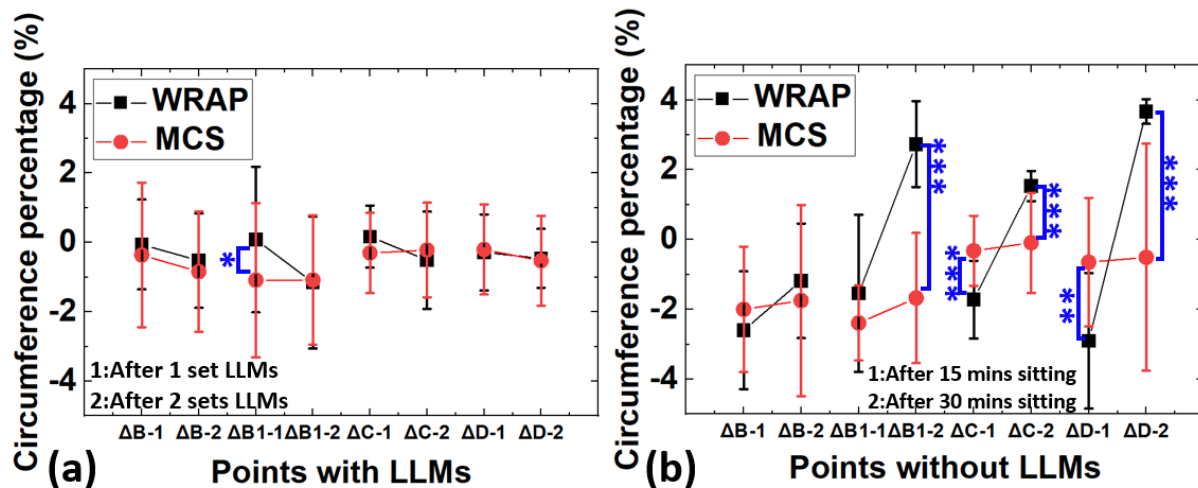 Circumference percentage (%)
4
2
0
-2
-4
WRAP
MCS
*
1:After 1 set LLMs
2:After 2 sets LLMs
ΔB-1 ΔB-2 ΔB1-1 ΔB1-2 ΔC-1 ΔC-2 ΔD-1 ΔD-2
(a) Points with LLMs
Circumference percentage (%)
4
2
0
-2
-4
WRAP
MCS
***
***
***
**
***
1:After 15 mins sitting
2:After 30 mins sitting
ΔB-1 ΔB-2 ΔB1-1 ΔB1-2 ΔC-1 ΔC-2 ΔD-1 ΔD-2
(b) Points without LLMs